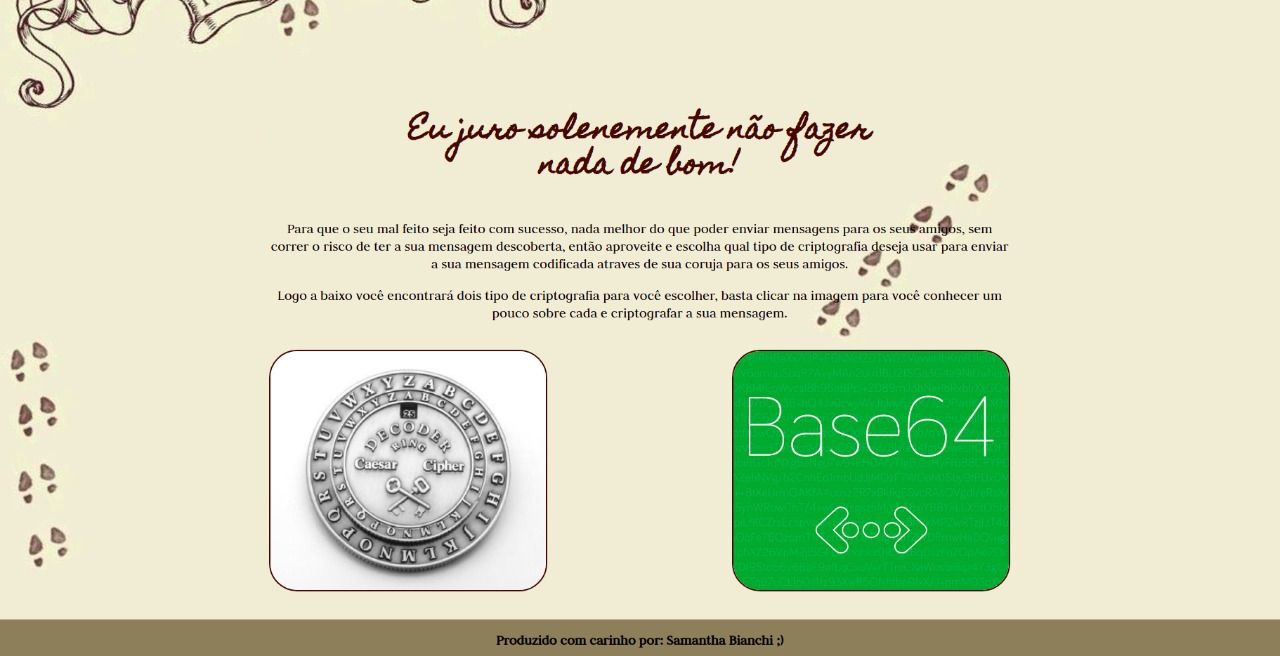 Eu juro solenemente não fazer
nada de bom!
Para que o seu mal feito seja feito com sucesso, nada melhor do que poder enviar mensagens para os seus amigos, sem
correr o risco de ter a sua mensagem descoberta, então aproveite e escolha qual tipo de criptografia deseja usar para enviar
a sua mensagem codificada atraves de sua coruja para os seus amigos.
Logo a baixo você encontrará dois tipo de criptografia para você escolher, basta clicar na imagem para você conhecer um
pouco sobre cada e criptografar a sua mensagem.
A B C D E F G H I J K L M N O P Q R S T U V W X Y Z
A B C D E F G H I J K L M N O P Q R S T U V W X Y Z
DECODER
RING
Caesar Cipher
Base64
Produzido com carinho por: Samantha Bianchi ;)